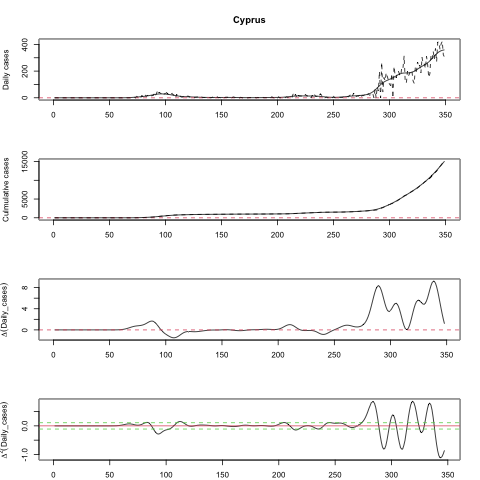 Cyprus
Daily cases
0 200 400
0 50 100 150 200 250 300 350
Culmulative cases
0 5000 15000
0 50 100 150 200 250 300 350
Δ(Daily_cases)
0 4 8
0 50 100 150 200 250 300 350
Δ²(Daily_cases)
-1.0 0.0
0 50 100 150 200 250 300 350